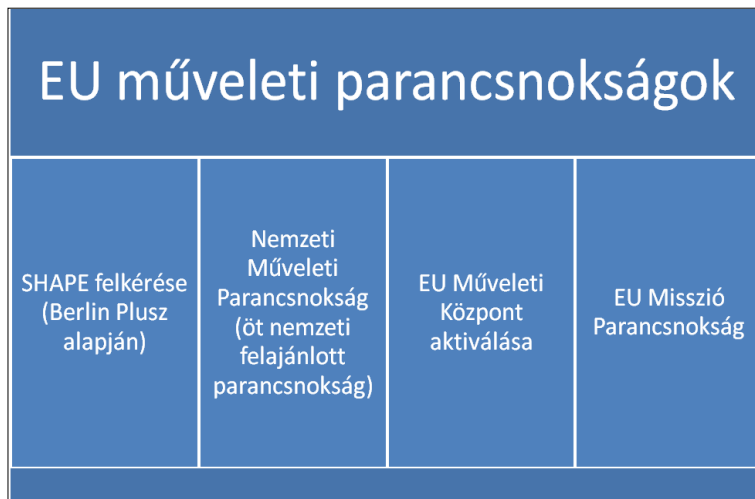 EU műveleti parancsnokságok
SHAPE felkérése
(Berlin Plusz
alapján)
Nemzeti
Műveleti
Parancsnokság
(öt nemzeti
felajánlott
parancsnokság)
EU Műveleti
Központ
aktiválása
EU Misszió
Parancsnokság